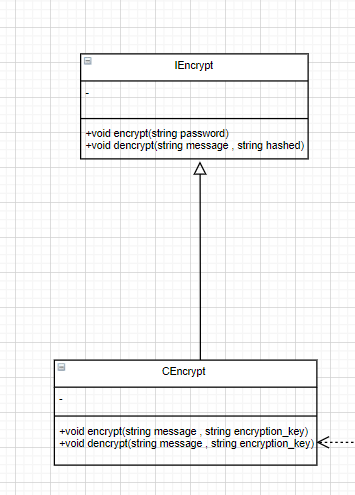 IEncrypt
-
+void encrypt(string password)
+void dencrypt(string message , string hashed)
CEncrypt
-
+void encrypt(string message , string encryption_key)
+void dencrypt(string message , string encryption_key)